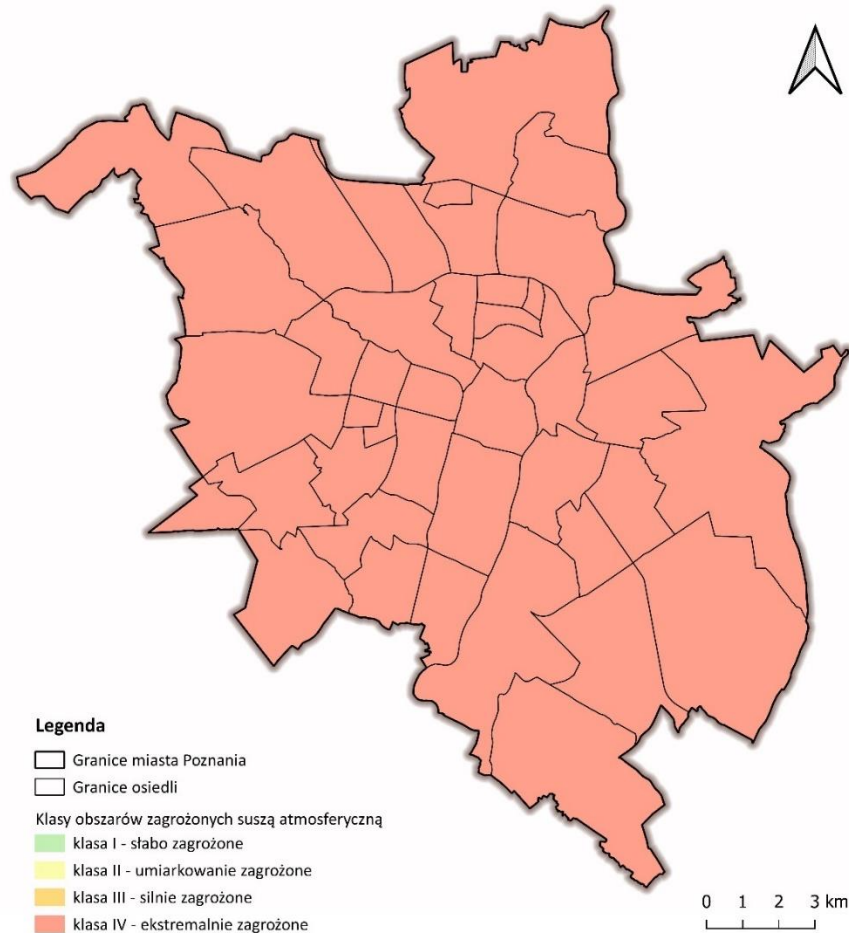 Legenda
Granice miasta Poznania
Granice osiedli
Klasy obszarów zagrożonych suszą atmosferyczną
klasa I - słabo zagrożone
klasa II - umiarkowanie zagrożone
klasa III - silnie zagrożone
klasa IV - ekstremalnie zagrożone
0 1 2 3 km